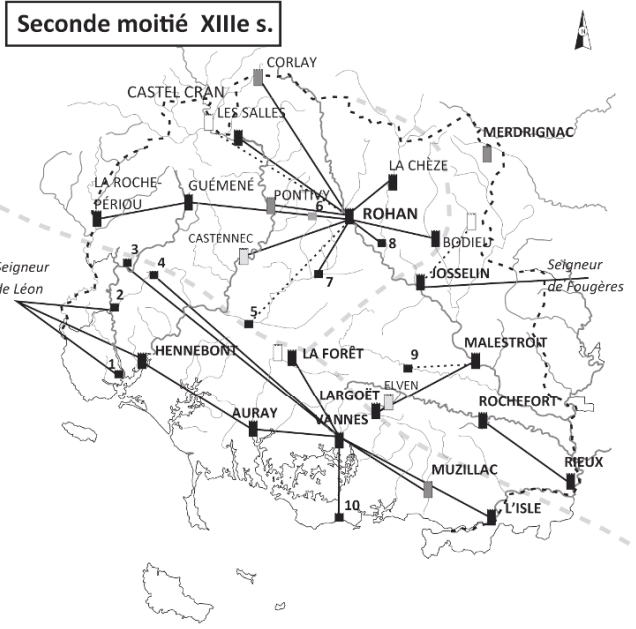 Seconde moitié XIIIe s.
CORLAY
CASTEL CRAN
LES SALLES
MERDRIGNAC
LA CHÈZE
LA ROCHE-
PÉRIOU
GUÉMENÉ
PONTIVY
6
ROHAN
CASTENNEC
8
BODIEU
3
4
7
JOSSELIN
Seigneur
de Fougères
Seigneur
de Léon
2
5
HENNEBONT
LA FORÊT
9
MALESTROIT
1
LARGOËT
ELVEN
ROCHEFORT
AURAY
VANNES
MUZILLAC
RIEUX
10
L'ISLE